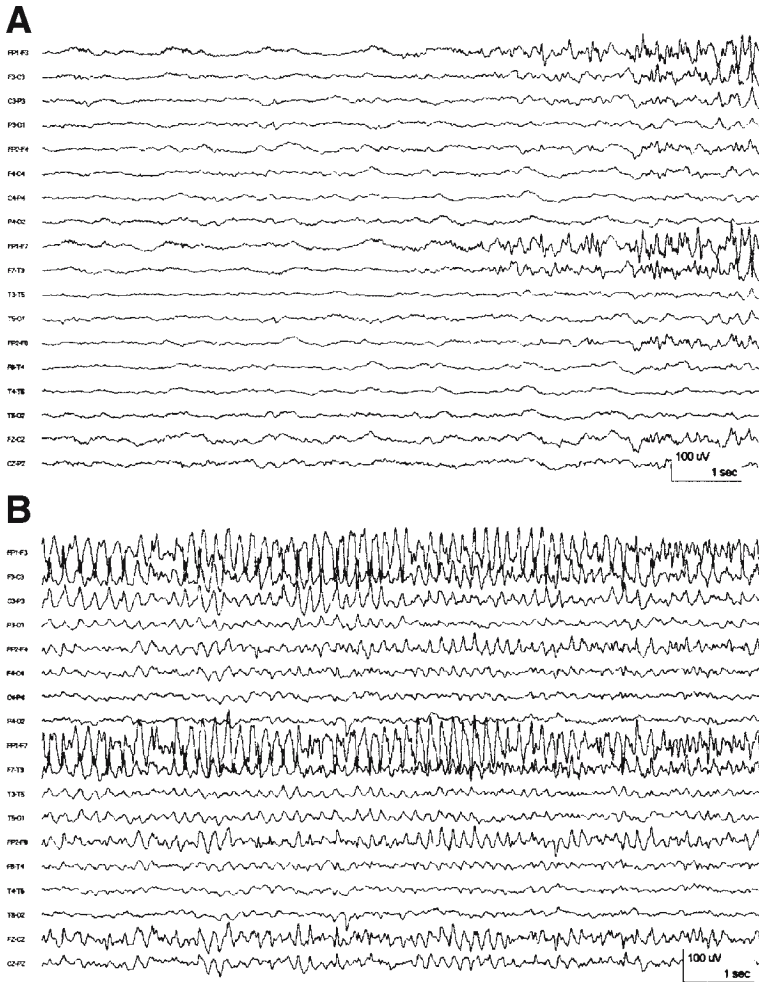 A
FP1-F3
F3-C3
C3-P3
P3-O1
FP2-F4
F4-C4
C4-P4
P4-O2
FP1-F7
F7-T3
T3-T5
T5-O1
FP2-F8
F8-T4
T4-T6
T6-O2
FZ-CZ
CZ-PZ
100 uV
1 sec
B
FP1-F3
F3-C3
C3-P3
P3-O1
FP2-F4
F4-C4
C4-P4
P4-O2
FP1-F7
F7-T3
T3-T5
T5-O1
FP2-F8
F8-T4
T4-T6
T6-O2
FZ-CZ
CZ-PZ
100 uV
1 sec